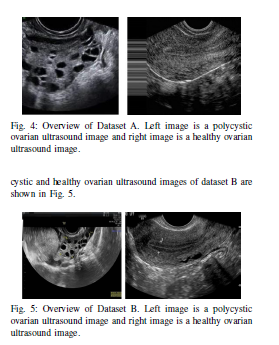 Fig. 4: Overview of Dataset A. Left image is a polycystic
ovarian ultrasound image and right image is a healthy ovarian
ultrasound image.
cystic and healthy ovarian ultrasound images of dataset B are
shown in Fig. 5.
Fig. 5: Overview of Dataset B. Left image is a polycystic
ovarian ultrasound image and right image is a healthy ovarian
ultrasound image.